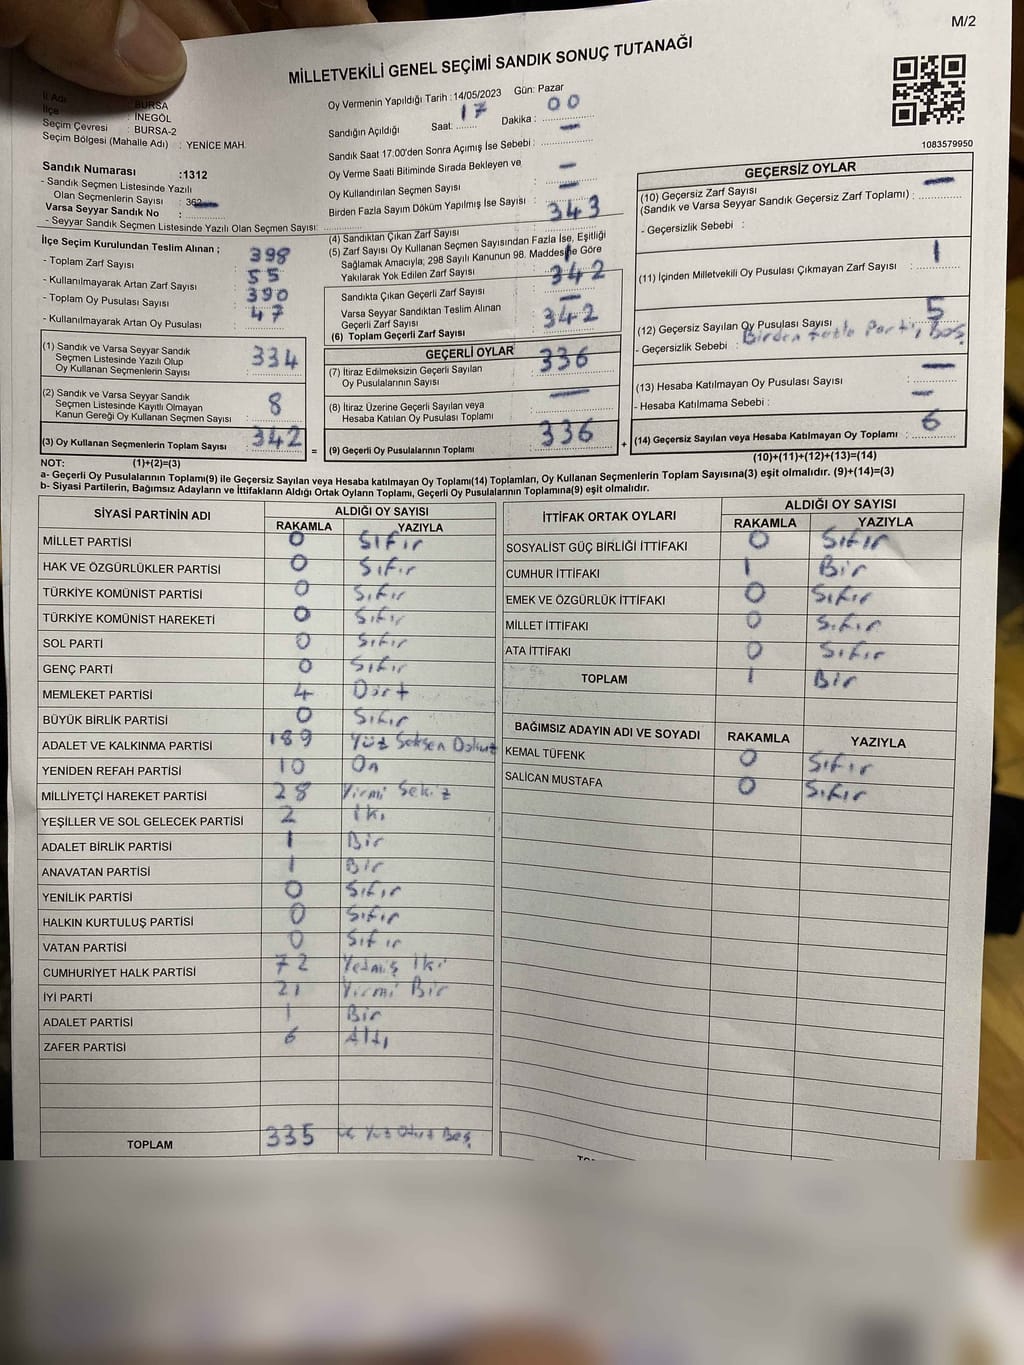 M/2
MİLLETVEKİLİ GENEL SEÇİMİ SANDIK SONUÇ TUTANAĞI
İl Adı : BURSA
İlçe : İNEGÖL
Seçim Çevresi : BURSA-2
Seçim Bölgesi (Mahalle Adı) : YENİCE MAH.
Sandık Numarası :1312
- Sandık Seçmen Listesinde Yazılı
Olan Seçmenlerin Sayısı : 362
Varsa Seyyar Sandık No :
- Seyyar Sandık Seçmen Listesinde Yazılı Olan Seçmen Sayısı:
Oy Vermenin Yapıldığı Tarih : 14/05/2023 Gün: Pazar
Sandığın Açıldığı Saat: 17 Dakika : 00
Sandık Saat 17:00'den Sonra Açılmış İse Sebebi : —
Oy Verme Saati Bitiminde Sırada Bekleyen ve
Oy Kullandırılan Seçmen Sayısı : —
Birden Fazla Sayım Döküm Yapılmış İse Sayısı : —
1083579950
İlçe Seçim Kurulundan Teslim Alınan ;
- Toplam Zarf Sayısı : 398
- Kullanılmayarak Artan Zarf Sayısı : 55
- Toplam Oy Pusulası Sayısı : 390
- Kullanılmayarak Artan Oy Pusulası : 47
(1) Sandık ve Varsa Seyyar Sandık
Seçmen Listesinde Yazılı Olup
Oy Kullanan Seçmenlerin Sayısı : 334
(2) Sandık ve Varsa Seyyar Sandık
Seçmen Listesinde Kayıtlı Olmayan
Kanun Gereği Oy Kullanan Seçmen Sayısı : 8
(3) Oy Kullanan Seçmenlerin Toplam Sayısı : 342
(4) Sandıktan Çıkan Zarf Sayısı : 343
(5) Zarf Sayısı Oy Kullanan Seçmen Sayısından Fazla İse, Eşitliği
Sağlamak Amacıyla; 298 Sayılı Kanunun 98. Maddesine Göre
Yakılarak Yok Edilen Zarf Sayısı : 1
Sandıkta Çıkan Geçerli Zarf Sayısı : 342
Varsa Seyyar Sandıktan Teslim Alınan
Geçerli Zarf Sayısı : —
(6) Toplam Geçerli Zarf Sayısı : 342
GEÇERLİ OYLAR
(7) İtiraz Edilmeksizin Geçerli Sayılan
Oy Pusulalarının Sayısı : 336
(8) İtiraz Üzerine Geçerli Sayılan veya
Hesaba Katılan Oy Pusulası Toplamı : —
= (9) Geçerli Oy Pusulalarının Toplamı : 336
GEÇERSİZ OYLAR
(10) Geçersiz Zarf Sayısı
(Sandık ve Varsa Seyyar Sandık Geçersiz Zarf Toplamı) : —
- Geçersizlik Sebebi :
(11) İçinden Milletvekili Oy Pusulası Çıkmayan Zarf Sayısı : 1
(12) Geçersiz Sayılan Oy Pusulası Sayısı : 5
- Geçersizlik Sebebi : Birden fazla Parti, Boş
(13) Hesaba Katılmayan Oy Pusulası Sayısı : —
- Hesaba Katılmama Sebebi : —
+ (14) Geçersiz Sayılan veya Hesaba Katılmayan Oy Toplamı : 6
NOT: (1)+(2)=(3)
(10)+(11)+(12)+(13)=(14)
a- Geçerli Oy Pusulalarının Toplamı(9) ile Geçersiz Sayılan veya Hesaba katılmayan Oy Toplamı(14) Toplamları, Oy Kullanan Seçmenlerin Toplam Sayısına(3) eşit olmalıdır. (9)+(14)=(3)
b- Siyasi Partilerin, Bağımsız Adayların ve İttifakların Aldığı Ortak Oyların Toplamı, Geçerli Oy Pusulalarının Toplamına(9) eşit olmalıdır.
SİYASİ PARTİNİN ADI ALDIĞI OY SAYISI
RAKAMLA YAZIYLA
MİLLET PARTİSİ 0 Sıfır
HAK VE ÖZGÜRLÜKLER PARTİSİ 0 Sıfır
TÜRKİYE KOMÜNİST PARTİSİ 0 Sıfır
TÜRKİYE KOMÜNİST HAREKETİ 0 Sıfır
SOL PARTİ 0 Sıfır
GENÇ PARTİ 0 Sıfır
MEMLEKET PARTİSİ 4 Dört
BÜYÜK BİRLİK PARTİSİ 0 Sıfır
ADALET VE KALKINMA PARTİSİ 189 Yüz Seksen Dokuz
YENİDEN REFAH PARTİSİ 10 On
MİLLİYETÇİ HAREKET PARTİSİ 28 Yirmi Sekiz
YEŞİLLER VE SOL GELECEK PARTİSİ 2 İki
ADALET BİRLİK PARTİSİ 1 Bir
ANAVATAN PARTİSİ 1 Bir
YENİLİK PARTİSİ 0 Sıfır
HALKIN KURTULUŞ PARTİSİ 0 Sıfır
VATAN PARTİSİ 0 Sıfır
CUMHURİYET HALK PARTİSİ 72 Yetmiş İki
İYİ PARTİ 21 Yirmi Bir
ADALET PARTİSİ 1 Bir
ZAFER PARTİSİ 6 Altı
TOPLAM 335 Üç Yüz Otuz Beş
İTTİFAK ORTAK OYLARI ALDIĞI OY SAYISI
RAKAMLA YAZIYLA
SOSYALİST GÜÇ BİRLİĞİ İTTİFAKI 0 Sıfır
CUMHUR İTTİFAKI 1 Bir
EMEK VE ÖZGÜRLÜK İTTİFAKI 0 Sıfır
MİLLET İTTİFAKI 0 Sıfır
ATA İTTİFAKI 0 Sıfır
TOPLAM 1 Bir
BAĞIMSIZ ADAYIN ADI VE SOYADI RAKAMLA YAZIYLA
KEMAL TÜFENK 0 Sıfır
SALİCAN MUSTAFA 0 Sıfır